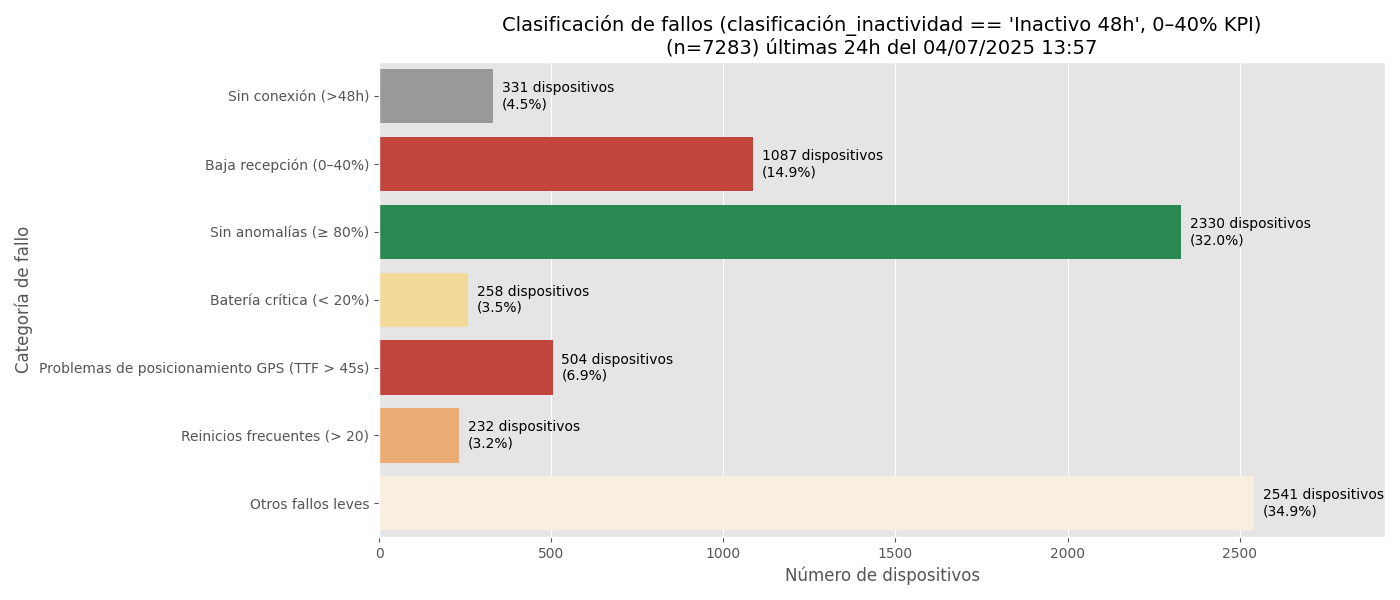 Clasificación de fallos (clasificación_inactividad == 'Inactivo 48h', 0–40% KPI)
(n=7283) últimas 24h del 04/07/2025 13:57
Categoría de fallo
Sin conexión (>48h)
331 dispositivos
(4.5%)
Baja recepción (0–40%)
1087 dispositivos
(14.9%)
Sin anomalías (≥ 80%)
2330 dispositivos
(32.0%)
Batería crítica (< 20%)
258 dispositivos
(3.5%)
Problemas de posicionamiento GPS (TTF > 45s)
504 dispositivos
(6.9%)
Reinicios frecuentes (> 20)
232 dispositivos
(3.2%)
Otros fallos leves
2541 dispositivos
(34.9%)
0 500 1000 1500 2000 2500
Número de dispositivos